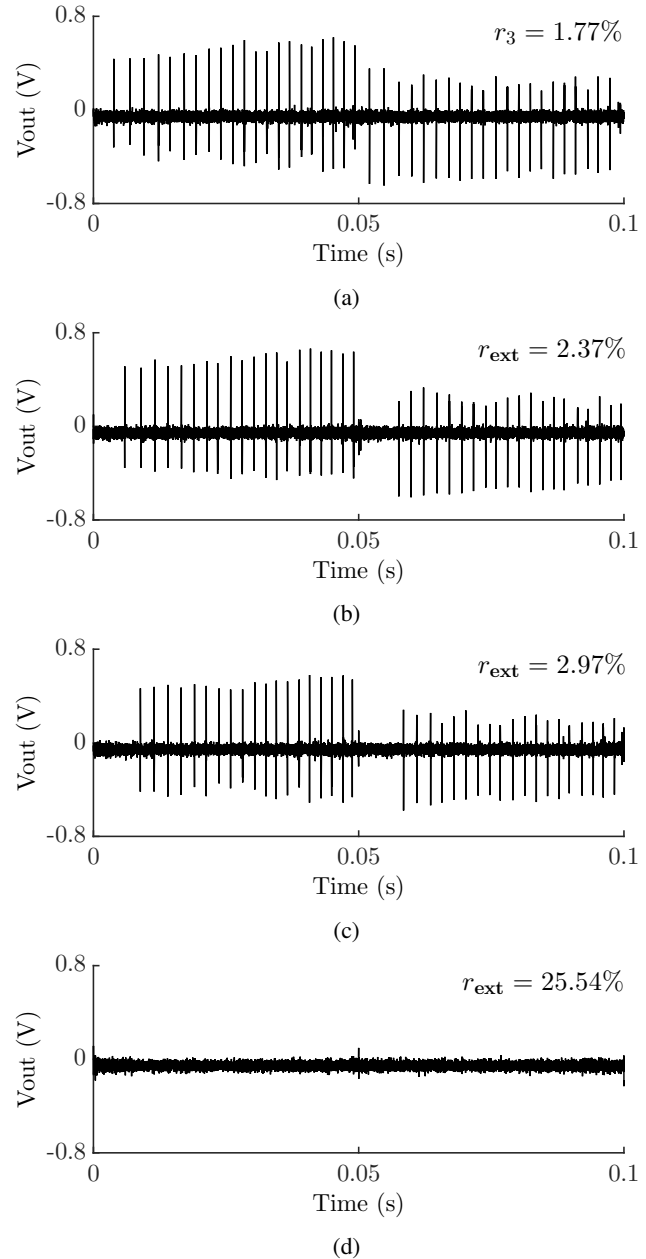 0.8
r3 = 1.77%
Vout (V)
0
-0.8
0
0.05
0.1
Time (s)
(a)
0.8
rext = 2.37%
Vout (V)
0
-0.8
0
0.05
0.1
Time (s)
(b)
0.8
rext = 2.97%
Vout (V)
0
-0.8
0
0.05
0.1
Time (s)
(c)
0.8
rext = 25.54%
Vout (V)
0
-0.8
0
0.05
0.1
Time (s)
(d)